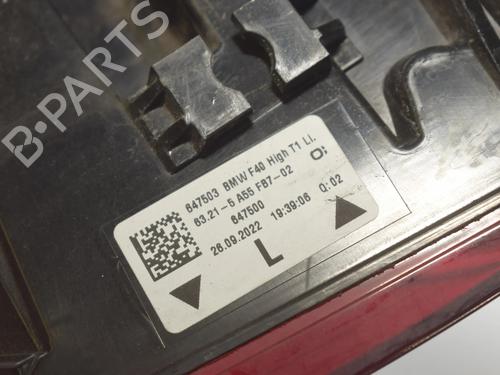 647503 BMW F40 High T1 Li.
63.21-5 A55 F87-02
647500
26.09.2022 19:39:06 Q:02
L
B-PARTS